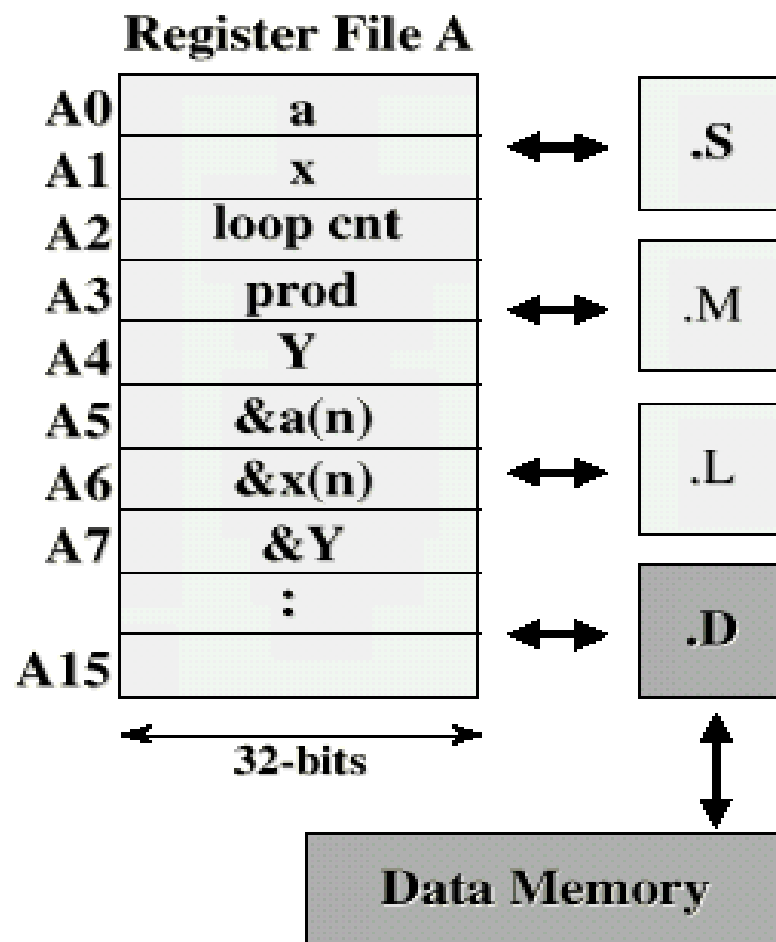 Register File A
A0 a
A1 x
A2 loop cnt
A3 prod
A4 Y
A5 &a(n)
A6 &x(n)
A7 &Y
:
A15
32-bits
.S
.M
.L
.D
Data Memory